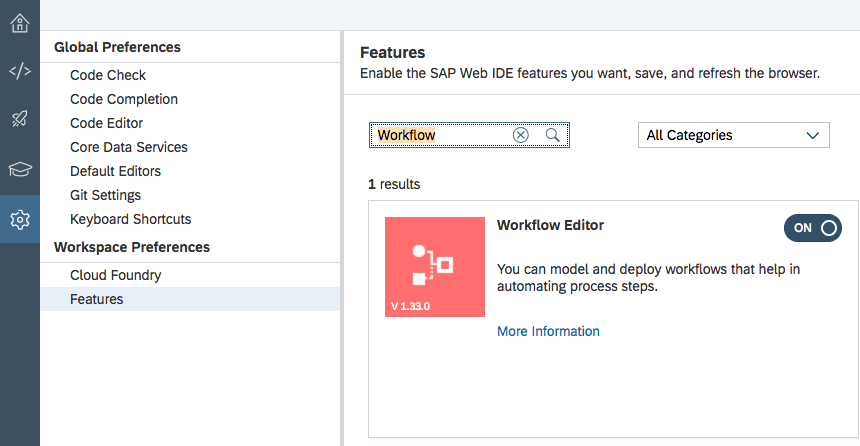 Global Preferences
Code Check
Code Completion
Code Editor
Core Data Services
Default Editors
Git Settings
Keyboard Shortcuts
Workspace Preferences
Cloud Foundry
Features
Features
Enable the SAP Web IDE features you want, save, and refresh the browser.
Workflow
All Categories
1 results
Workflow Editor
ON
You can model and deploy workflows that help in
automating process steps.
V 1.33.0
More Information